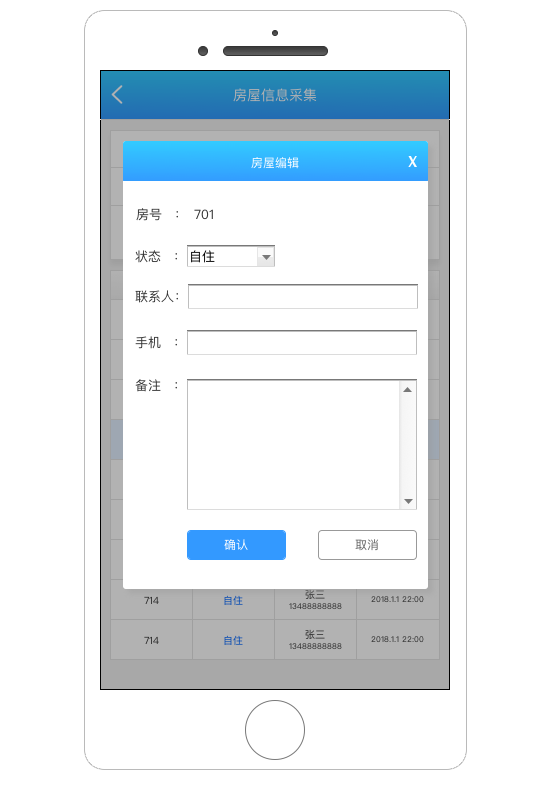 房屋信息采集
房屋编辑 X
房号 : 701
状态 : 自住
联系人:
手机 :
备注 :
确认 取消
714 自住 张三 13488888888 2018.1.1 22:00
714 自住 张三 13488888888 2018.1.1 22:00